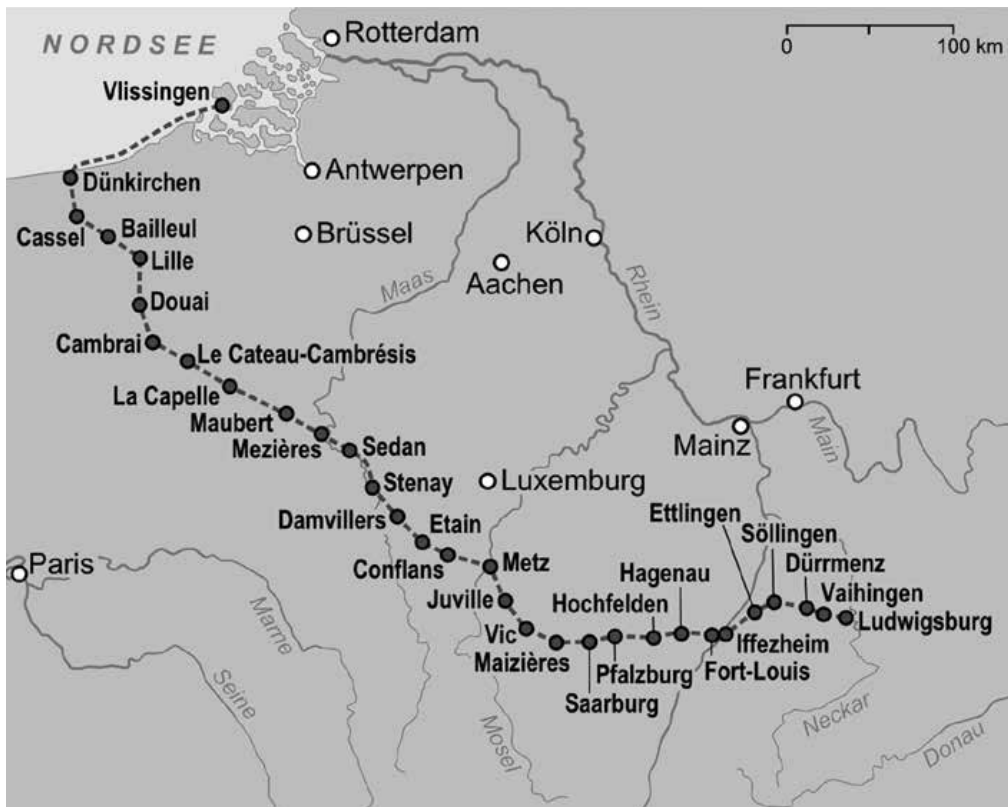 NORDSEE
Rotterdam
0 100 km
Vlissingen
Antwerpen
Dünkirchen
Cassel
Bailleul
Brüssel
Köln
Lille
Aachen
Maas
Rhein
Douai
Cambrai
Le Cateau-Cambrésis
La Capelle
Frankfurt
Maubert
Mezières
Sedan
Mainz
Main
Stenay
Luxemburg
Damvillers
Etain
Ettlingen
Söllingen
Paris
Conflans
Metz
Hagenau
Dürrmenz
Juville
Hochfelden
Vaihingen
Ludwigsburg
Marne
Vic
Iffezheim
Maizières
Pfalzburg
Fort-Louis
Saarburg
Seine
Mosel
Neckar
Donau